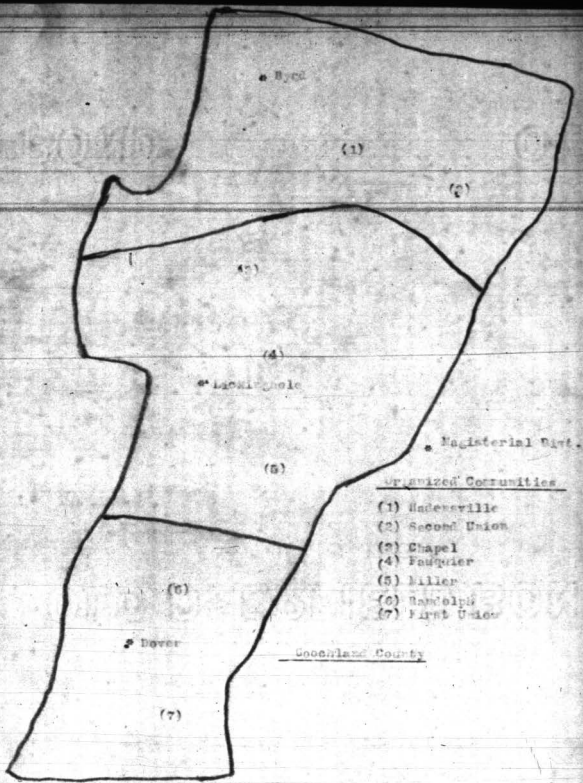 Byrd
(1)
(2)
(3)
(4)
Lickinghole
Magisterial Dist.
(5)
Organized Communities
(1) Hadensville
(2) Second Union
(3) Chapel
(4) Fauquier
(5) Miller
(6) Randolph
(7) First Union
(6)
Dover
Goochland County
(7)